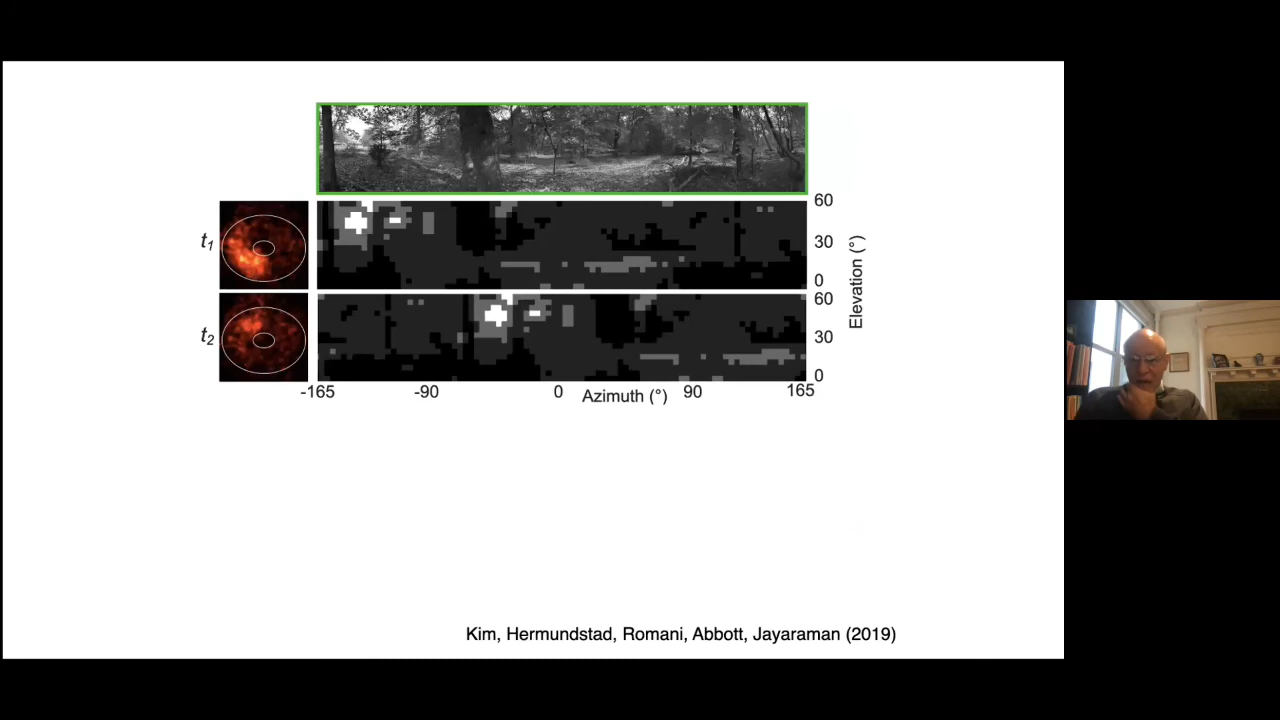 60
t1
30
0
Elevation (°)
60
t2
30
0
-165 -90 0 Azimuth (°) 90 165
Kim, Hermundstad, Romani, Abbott, Jayaraman (2019)